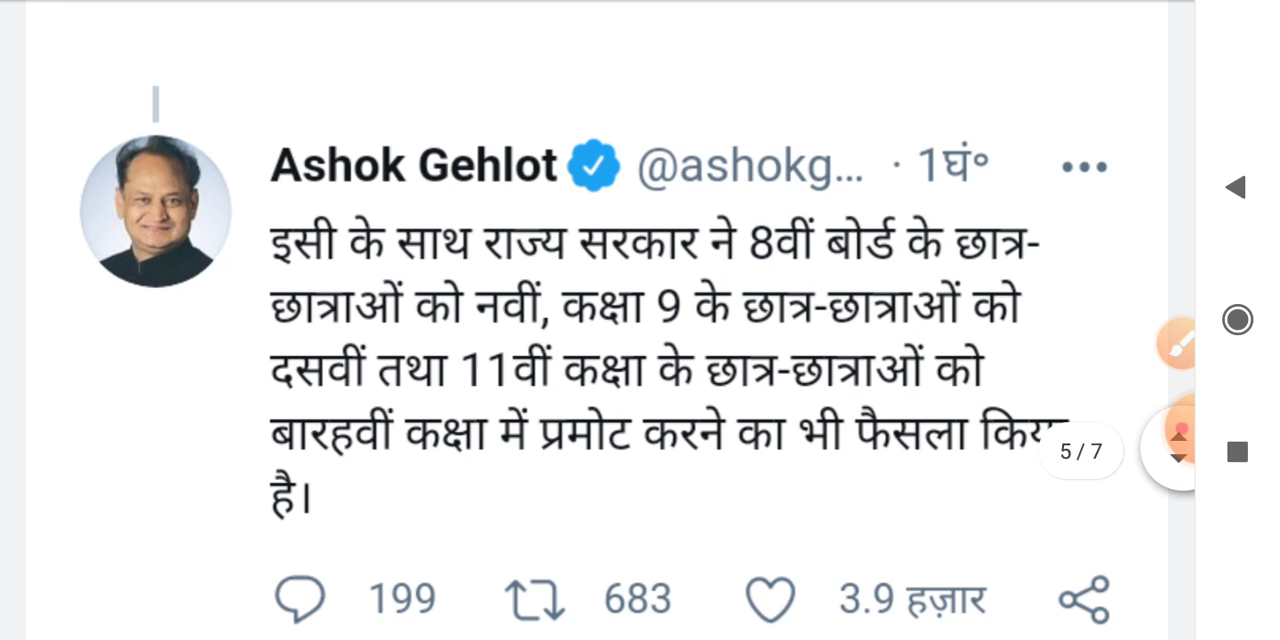 Ashok Gehlot @ashokg... · 1घं॰
इसी के साथ राज्य सरकार ने 8वीं बोर्ड के छात्र-
छात्राओं को नवीं, कक्षा 9 के छात्र-छात्राओं को
दसवीं तथा 11वीं कक्षा के छात्र-छात्राओं को
बारहवीं कक्षा में प्रमोट करने का भी फैसला
है।
5 / 7
199 683 3.9 हज़ार